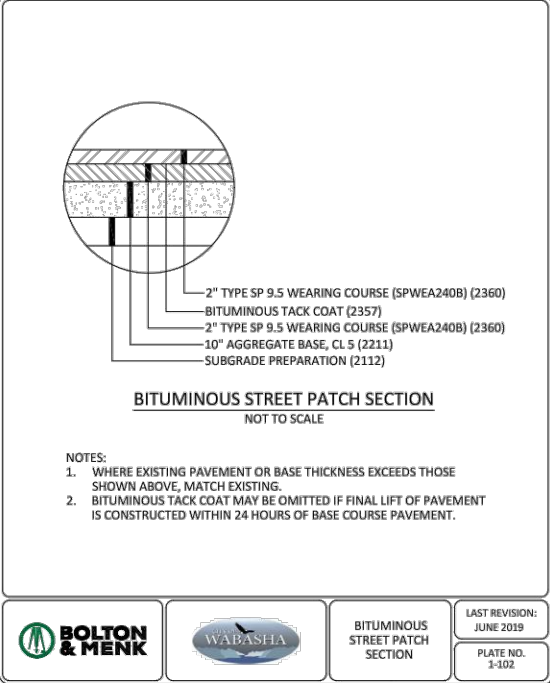 2" TYPE SP 9.5 WEARING COURSE (SPWEA240B) (2360)
BITUMINOUS TACK COAT (2357)
2" TYPE SP 9.5 WEARING COURSE (SPWEA240B) (2360)
10" AGGREGATE BASE, CL 5 (2211)
SUBGRADE PREPARATION (2112)
BITUMINOUS STREET PATCH SECTION
NOT TO SCALE
NOTES:
1. WHERE EXISTING PAVEMENT OR BASE THICKNESS EXCEEDS THOSE
SHOWN ABOVE, MATCH EXISTING.
2. BITUMINOUS TACK COAT MAY BE OMITTED IF FINAL LIFT OF PAVEMENT
IS CONSTRUCTED WITHIN 24 HOURS OF BASE COURSE PAVEMENT.
BOLTON
& MENK
WABASHA
BITUMINOUS
STREET PATCH
SECTION
LAST REVISION:
JUNE 2019
PLATE NO.
1-102